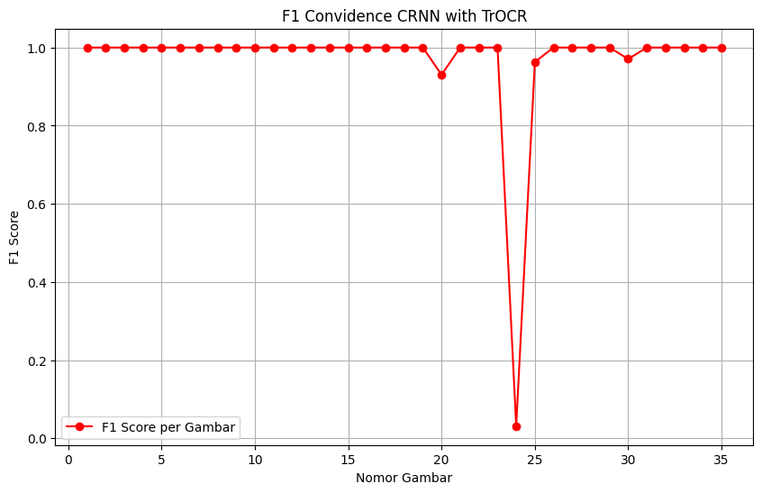 F1 Convidence CRNN with TrOCR
1.0
0.8
0.6
0.4
0.2
0.0
F1 Score
F1 Score per Gambar
0 5 10 15 20 25 30 35
Nomor Gambar